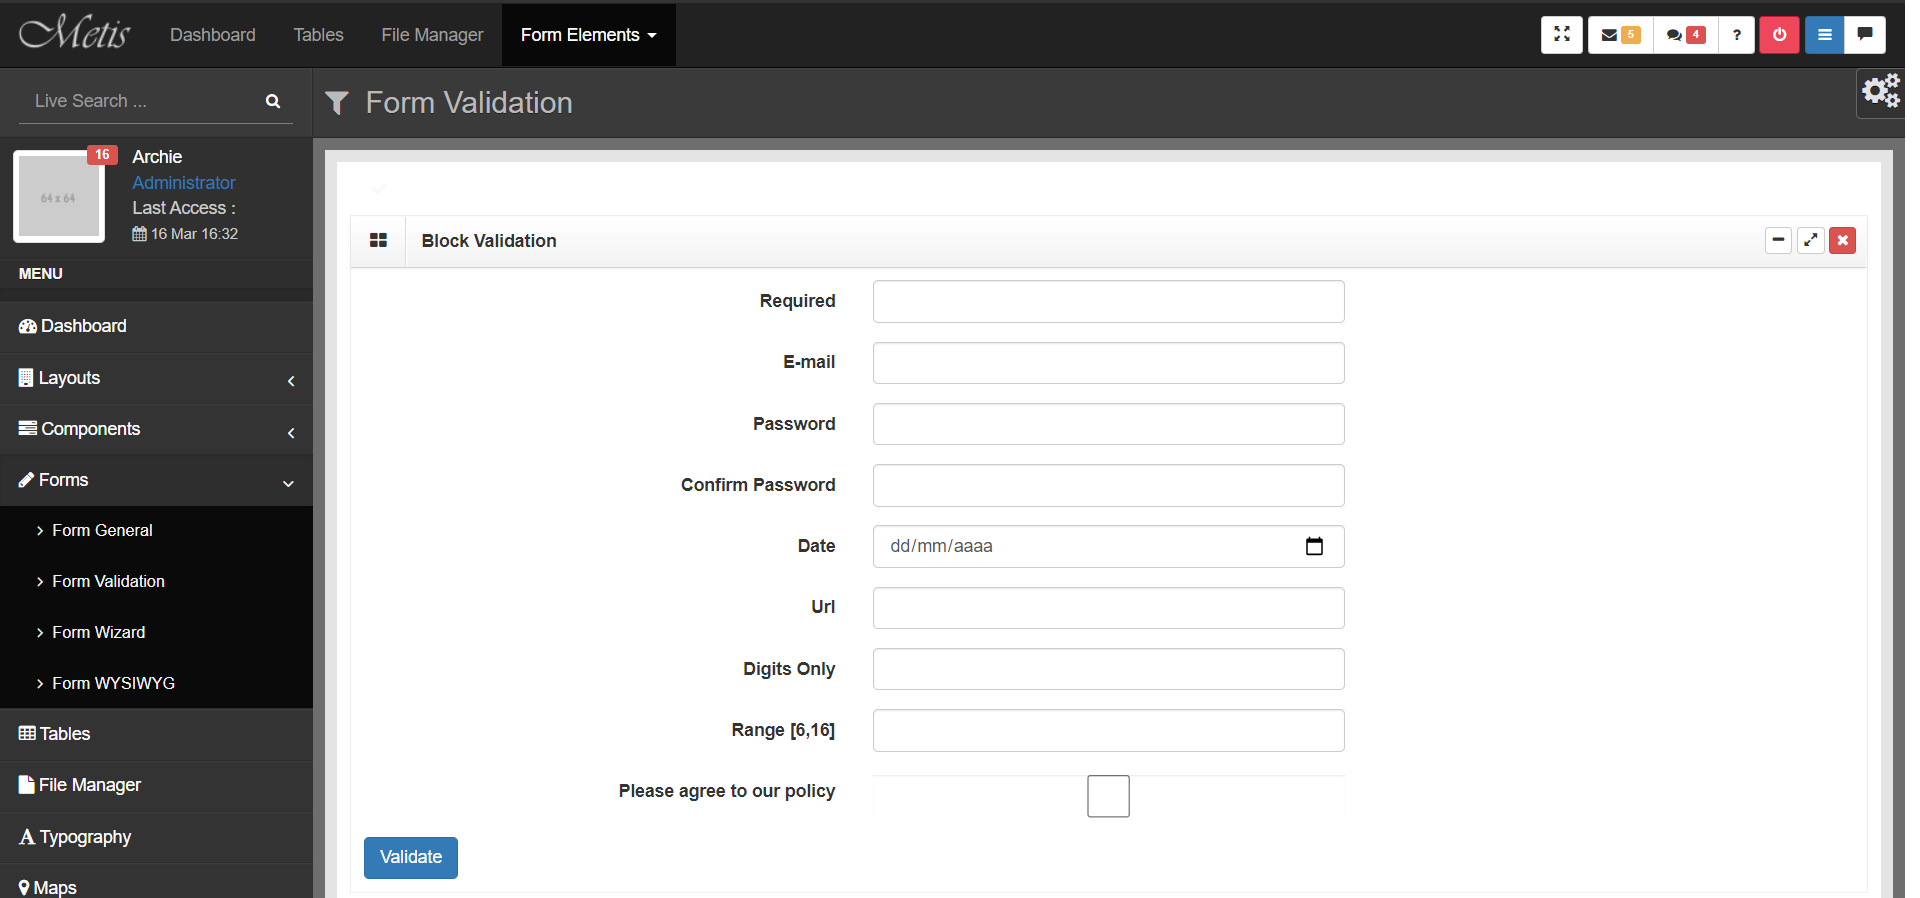 Metis
Dashboard
Tables
File Manager
Form Elements
5
4
?
Live Search ...
Form Validation
16
64 x 64
Archie
Administrator
Last Access :
16 Mar 16:32
MENU
Dashboard
Layouts
Components
Forms
Form General
Form Validation
Form Wizard
Form WYSIWYG
Tables
File Manager
Typography
Maps
Block Validation
Required
E-mail
Password
Confirm Password
Date
dd/mm/aaaa
Url
Digits Only
Range [6,16]
Please agree to our policy
Validate